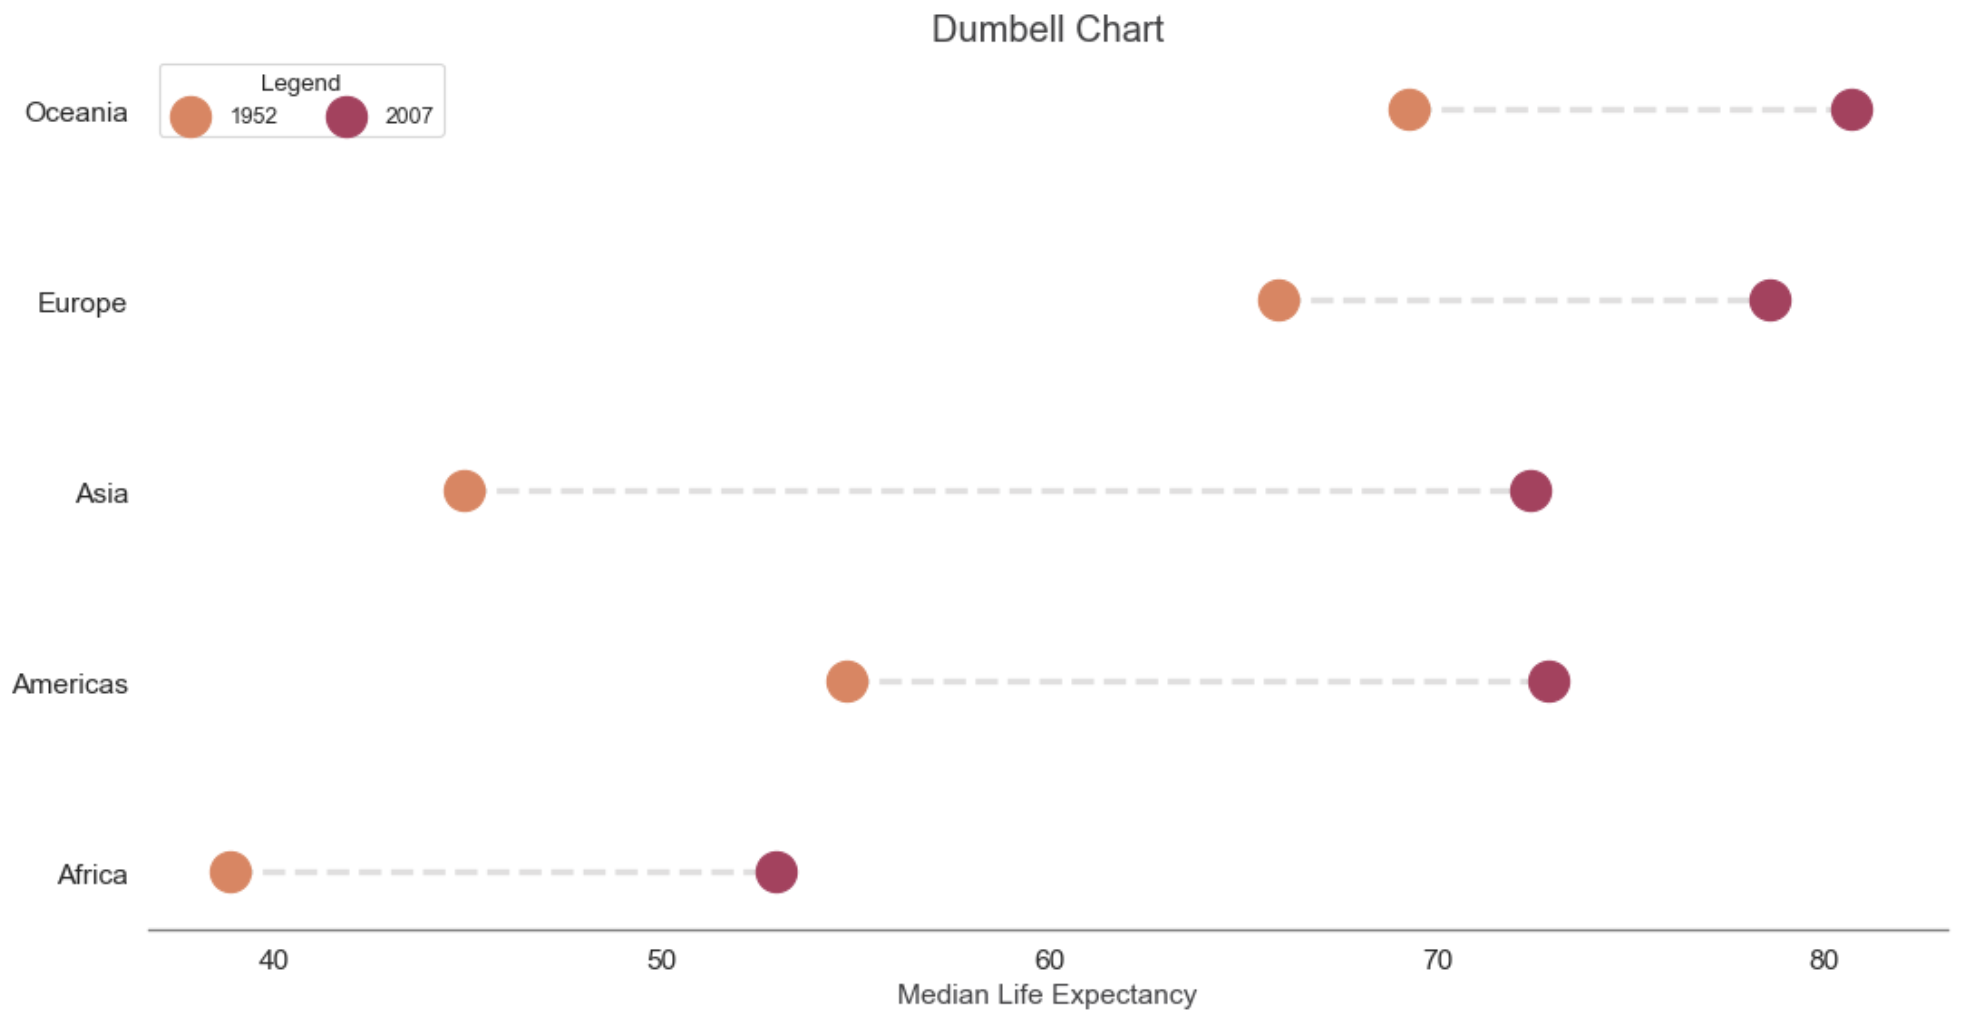 Dumbell Chart
Legend
1952 2007
Oceania
Europe
Asia
Americas
Africa
40 50 60 70 80
Median Life Expectancy